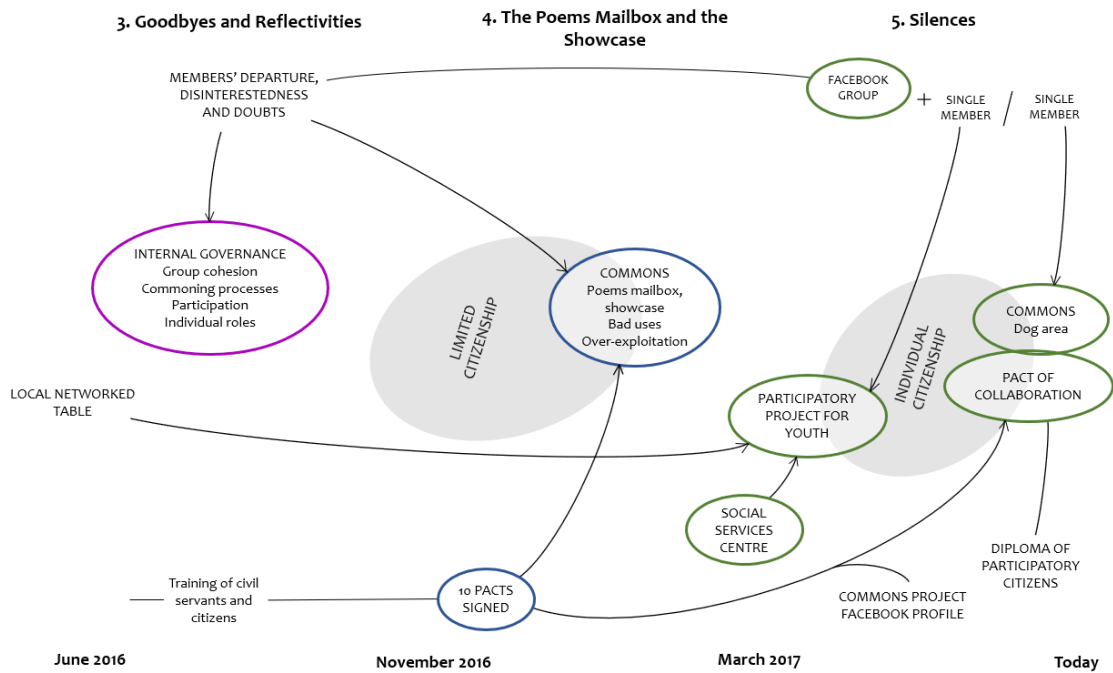 3. Goodbyes and Reflectivities
4. The Poems Mailbox and the
Showcase
5. Silences
MEMBERS' DEPARTURE,
DISINTERESTEDNESS
AND DOUBTS
FACEBOOK
GROUP
+
SINGLE
MEMBER
/
SINGLE
MEMBER
INTERNAL GOVERNANCE
Group cohesion
Commoning processes
Participation
Individual roles
LIMITED
CITIZENSHIP
COMMONS
Poems mailbox,
showcase
Bad uses
Over-exploitation
INDIVIDUAL
CITIZENSHIP
COMMONS
Dog area
PACT OF
COLLABORATION
LOCAL NETWORKED
TABLE
PARTICIPATORY
PROJECT FOR
YOUTH
SOCIAL
SERVICES
CENTRE
DIPLOMA OF
PARTICIPATORY
CITIZENS
Training of civil
servants and
citizens
10 PACTS
SIGNED
COMMONS PROJECT
FACEBOOK PROFILE
June 2016
November 2016
March 2017
Today